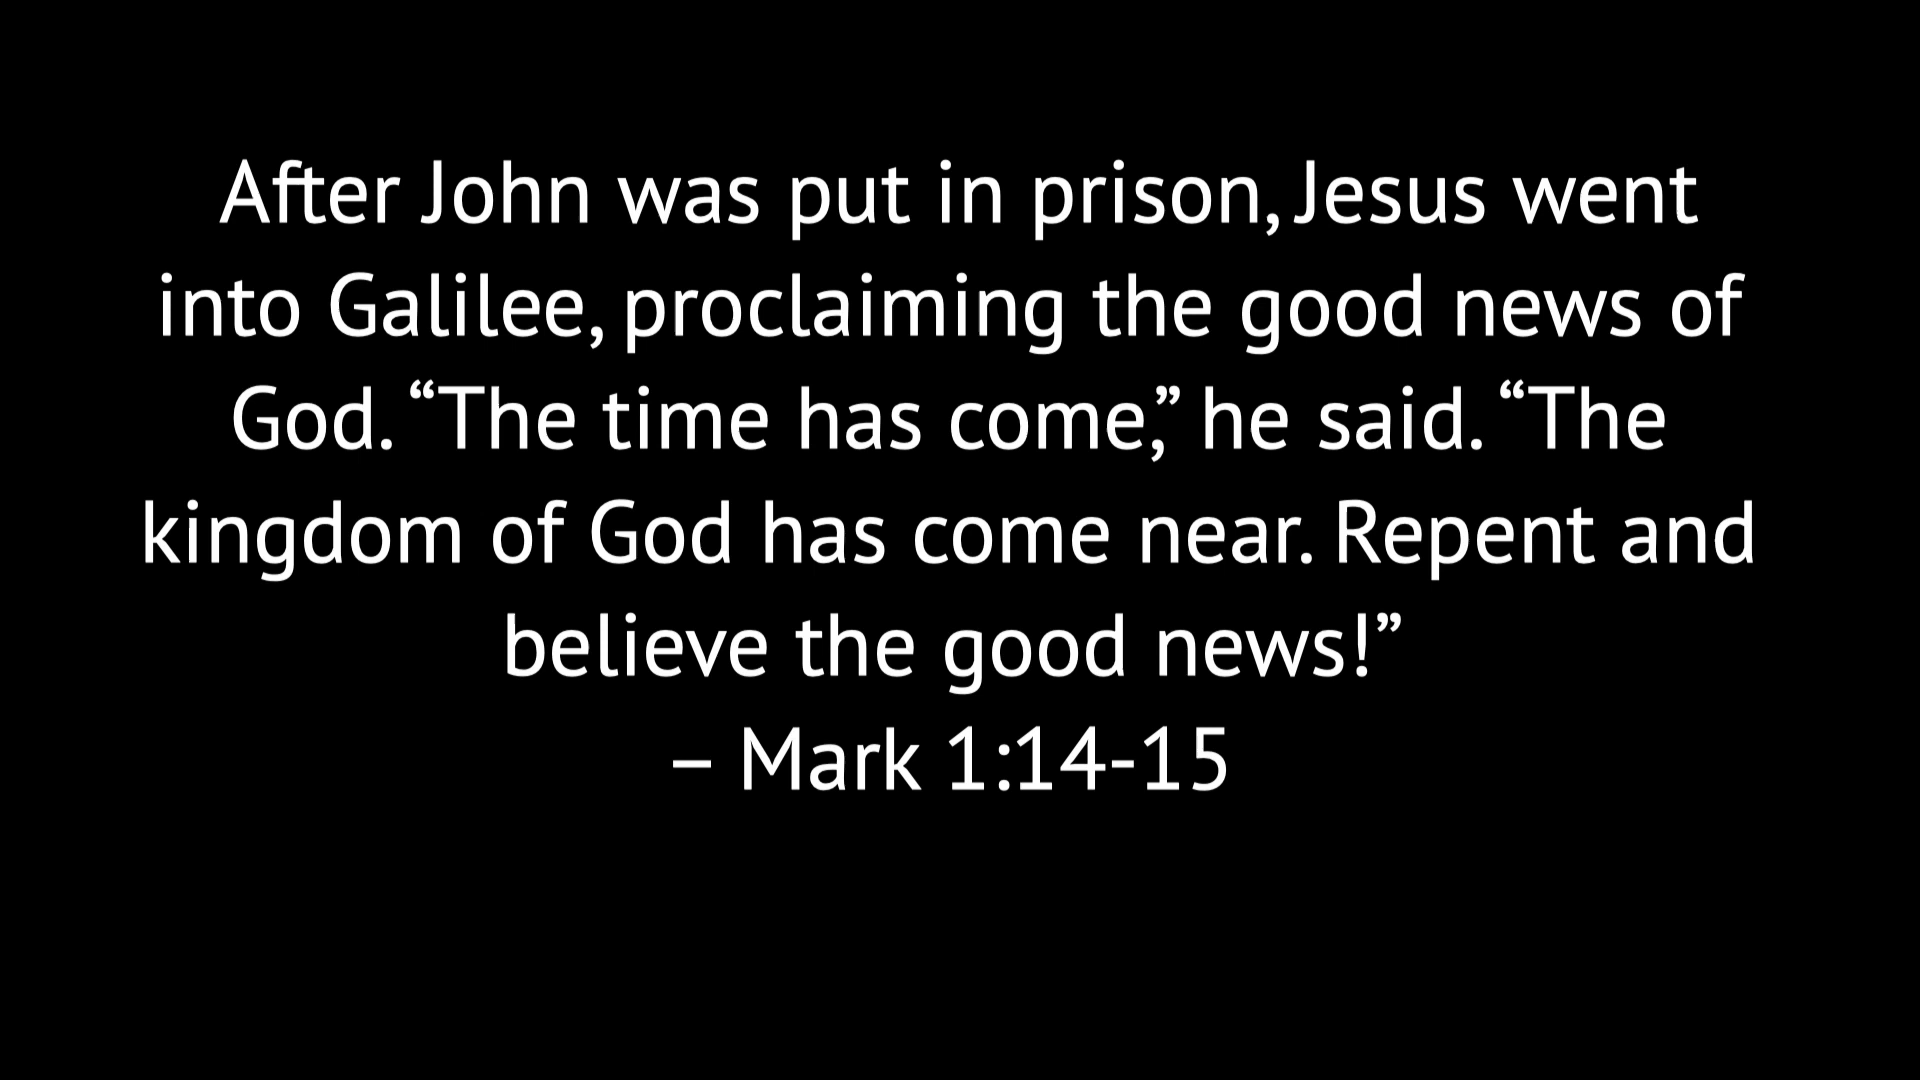 After John was put in prison, Jesus went
into Galilee, proclaiming the good news of
God. “The time has come,” he said. “The
kingdom of God has come near. Repent and
believe the good news!”
– Mark 1:14-15